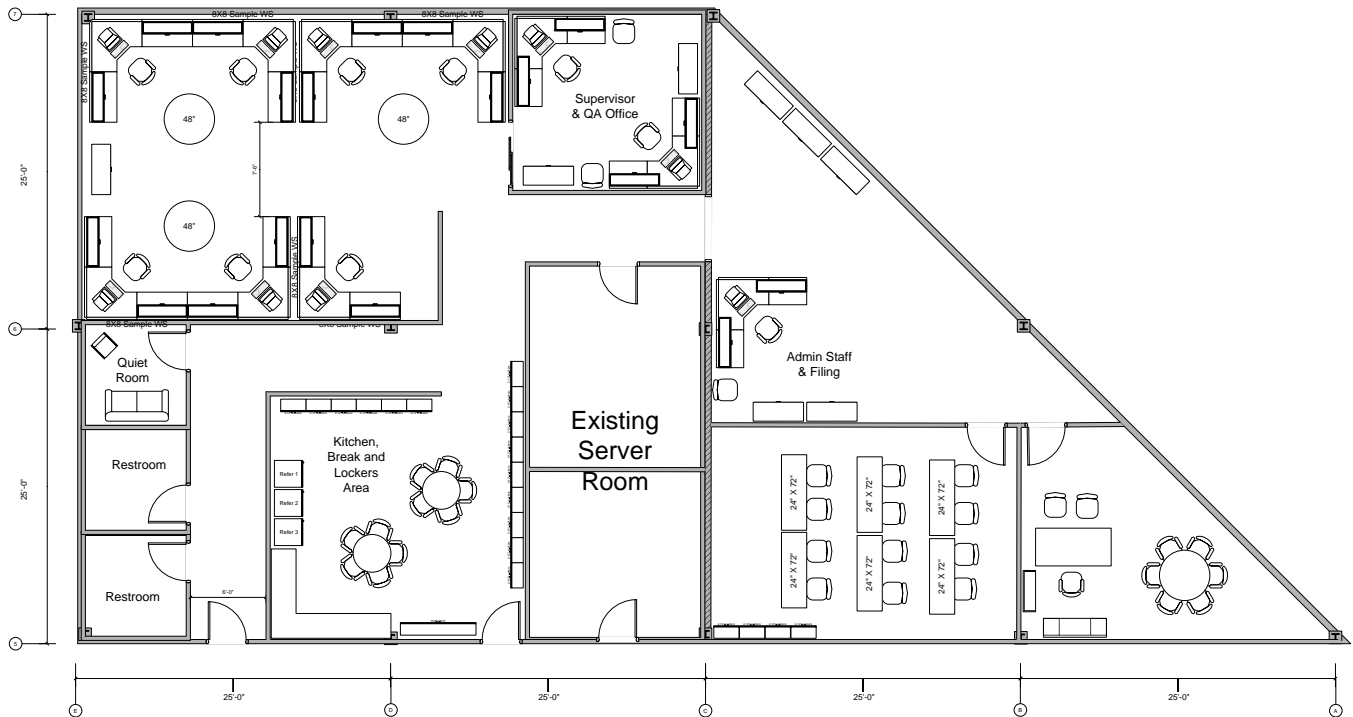 7
8X8 Sample WS
8X8 Sample WS
8X8 Sample WS
48"
48"
Supervisor
& QA Office
25'-0"
7'-6"
48"
8X8 Sample WS
6
8X8 Sample WS
8X8 Sample WS
Quiet
Room
Admin Staff
& Filing
Existing
Server
Room
Kitchen,
Break and
Lockers
Area
Restroom
Refer 1
Refer 2
Refer 3
25'-0"
24" X 72"
24" X 72"
24" X 72"
24" X 72"
24" X 72"
24" X 72"
Restroom
6'-0"
5
25'-0"
25'-0"
25'-0"
25'-0"
E
D
C
B
A